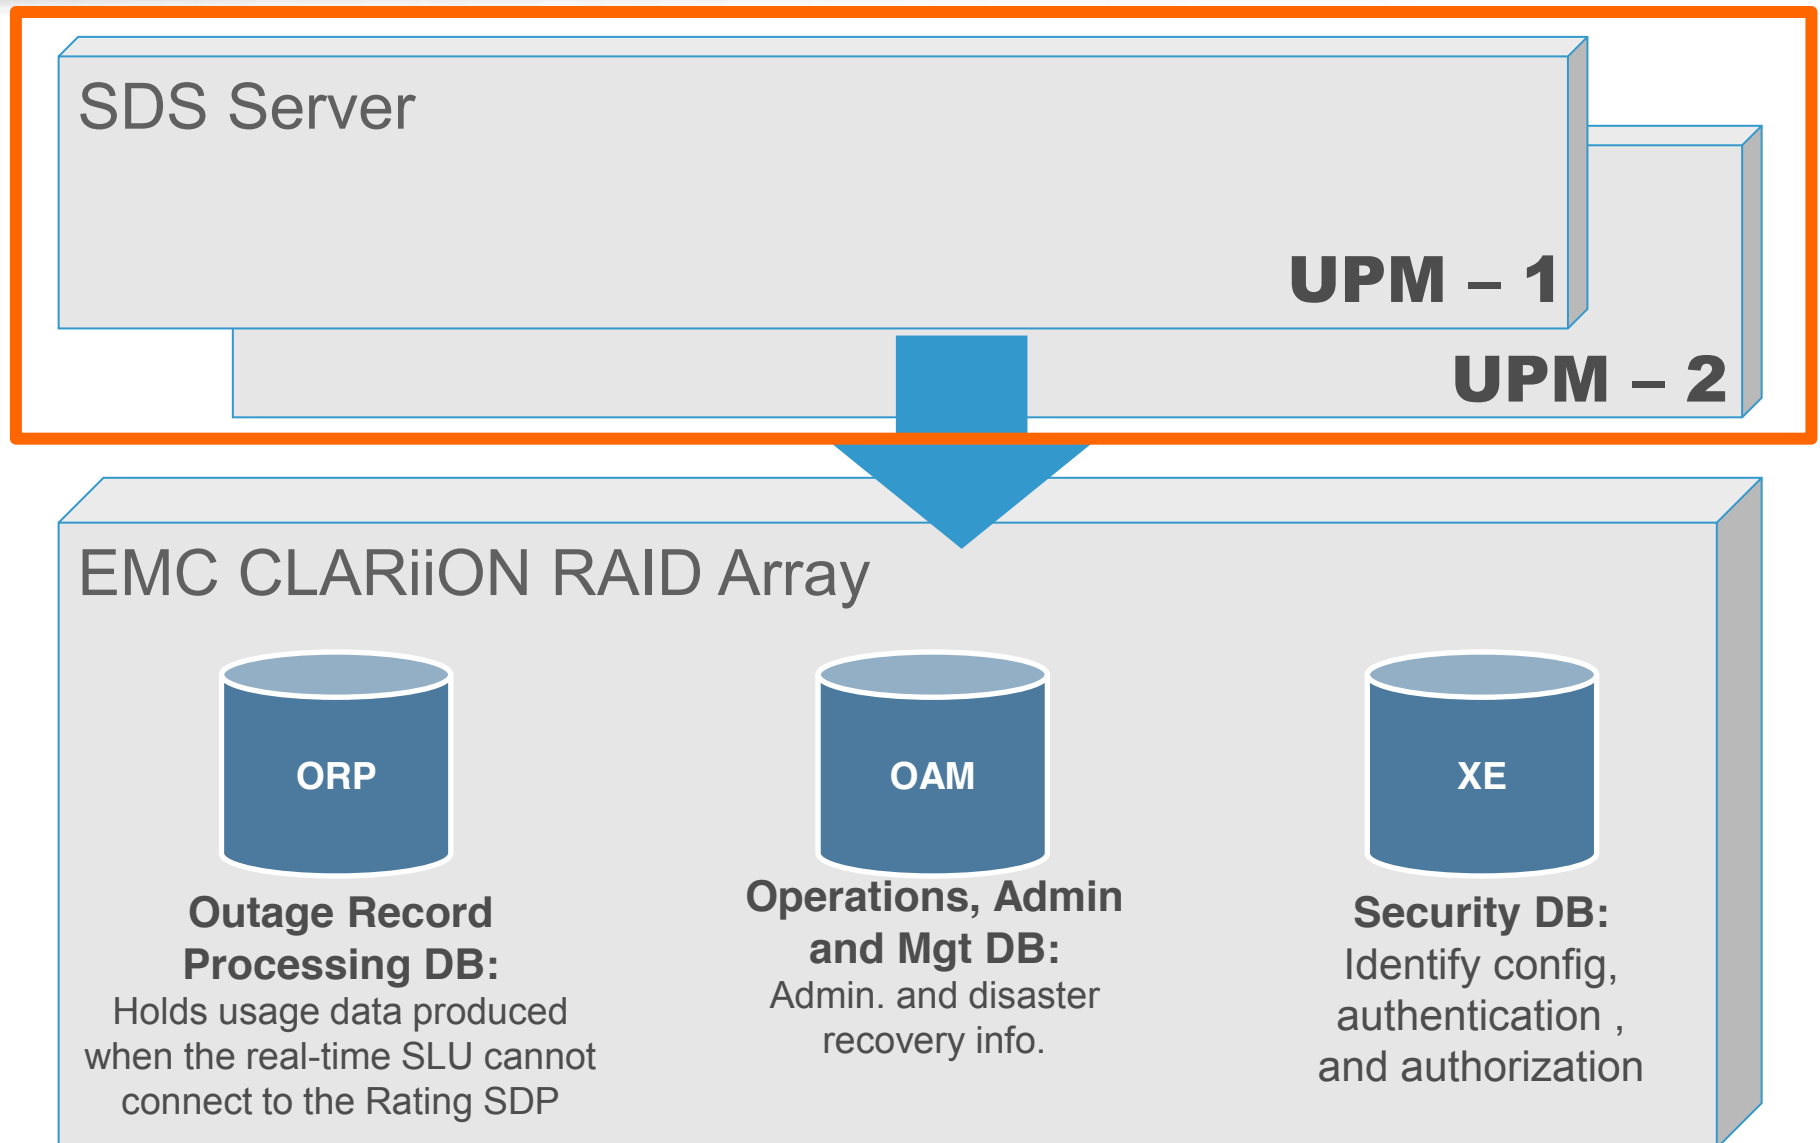 SDS Server
UPM – 1
UPM – 2
EMC CLARiiON RAID Array
ORP
Outage Record
Processing DB:
Holds usage data produced
when the real-time SLU cannot
connect to the Rating SDP
OAM
Operations, Admin
and Mgt DB:
Admin. and disaster
recovery info.
XE
Security DB:
Identify config,
authentication ,
and authorization